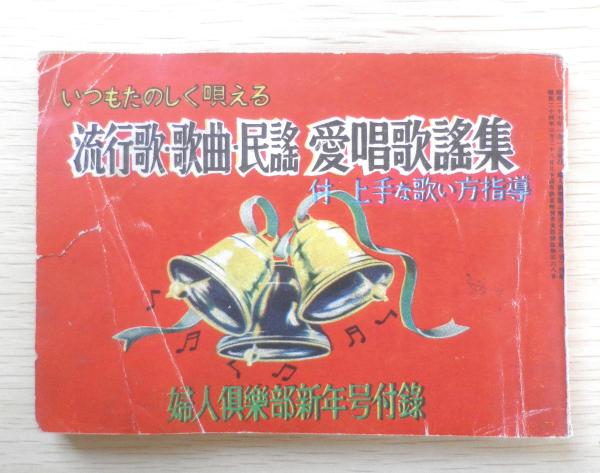 いつもたのしく唄える
流行歌・歌曲・民謡 愛唱歌謡集
付 上手な歌い方指導
婦人倶樂部新年号付錄